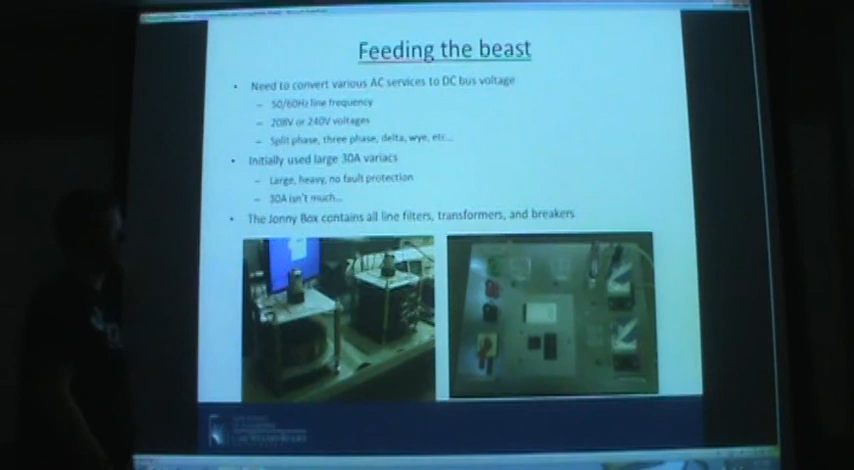 Feeding the beast
• Need to convert various AC services to DC bus voltage
– 50/60Hz line frequency
– 208V or 240V voltages
– Split phase, three phase, delta, wye, etc...
• Initially used large 30A variacs
– Large, heavy, no fault protection
– 30A isn't much...
• The Jonny Box contains all line filters, transformers, and breakers